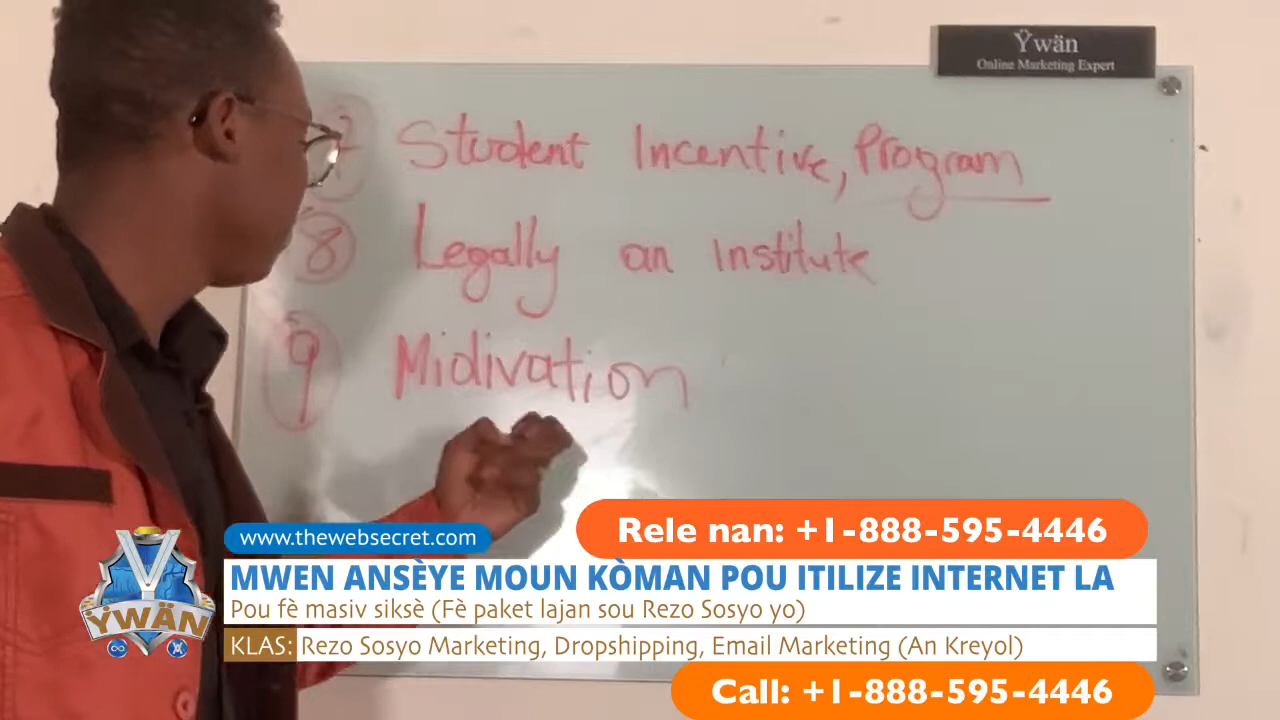 Ÿwän
Online Marketing Expert
7 Student Incentive, Program
8 Legally an institute
9 Midivation
www.thewebsecret.com
Rele nan: +1-888-595-4446
MWEN ANSÈYE MOUN KÒMAN POU ITILIZE INTERNET LA
Pou fè masiv siksè (Fè paket lajan sou Rezo Sosyo yo)
KLAS: Rezo Sosyo Marketing, Dropshipping, Email Marketing (An Kreyol)
Call: +1-888-595-4446
Y
ŸWÄN